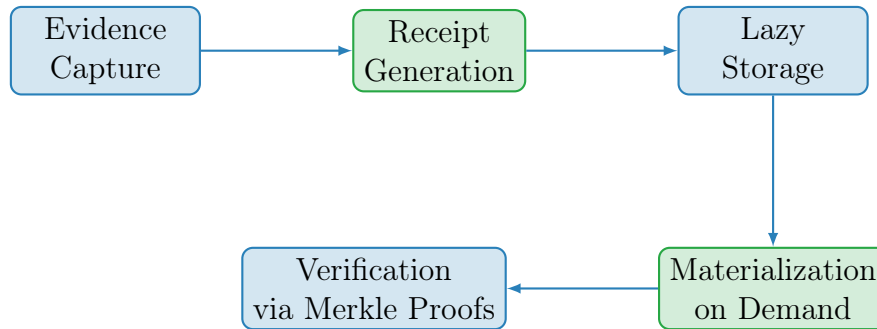 Evidence
Capture
Receipt
Generation
Lazy
Storage
Verification
via Merkle Proofs
Materialization
on Demand